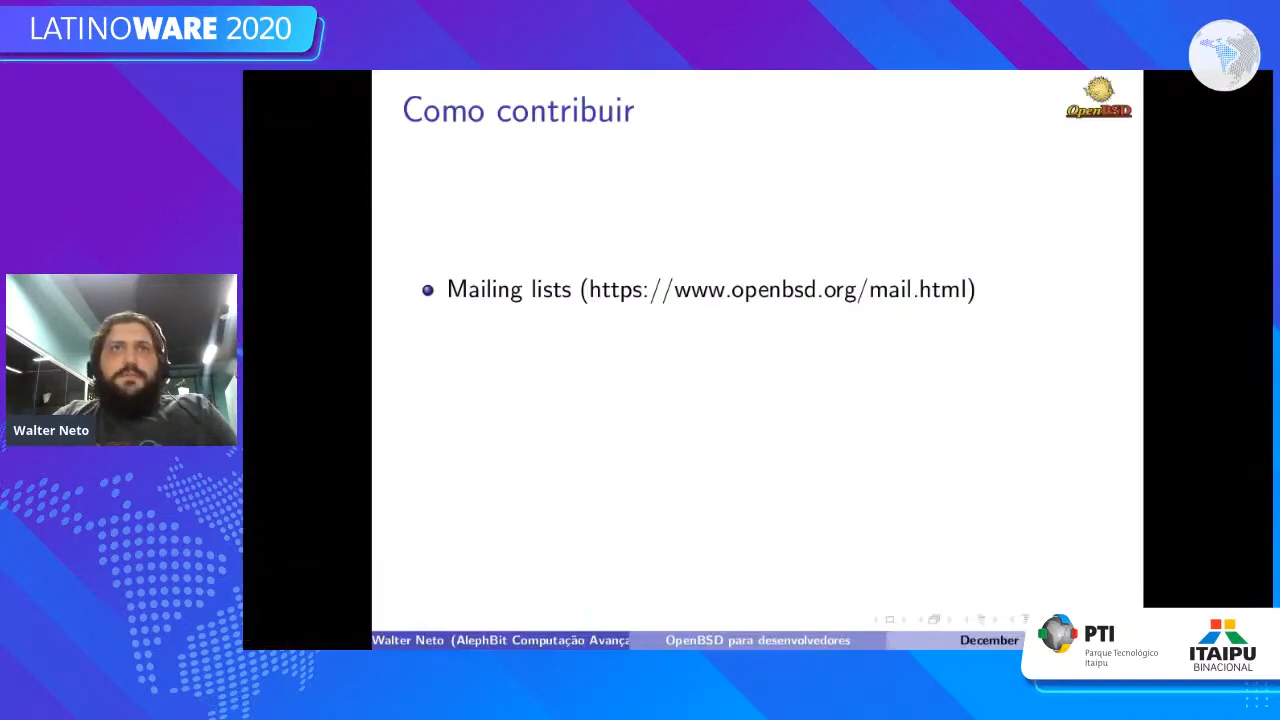 LATINOWARE 2020
Como contribuir
OpenBSD
Mailing lists (https://www.openbsd.org/mail.html)
Walter Neto
Walter Neto (AlephBit Computação Avança
OpenBSD para desenvolvedores
December
PTI
Parque Tecnológico
Itaipu
ITAIPU
BINACIONAL